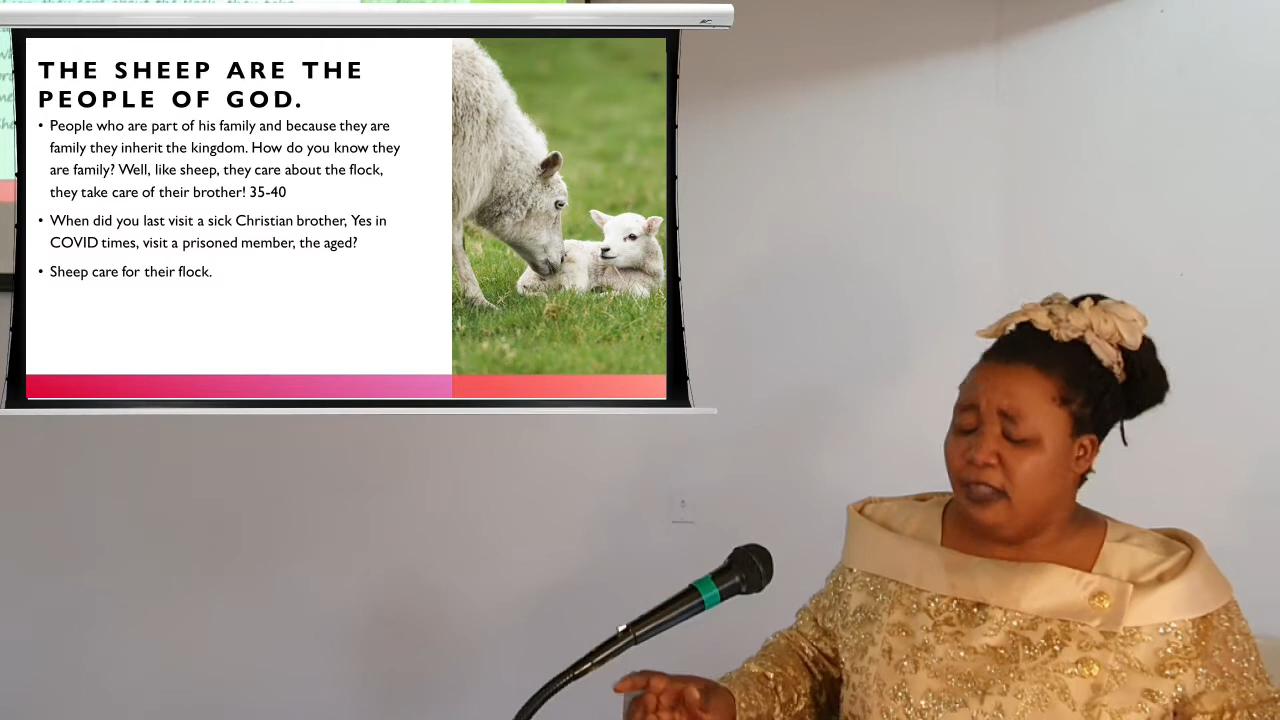 THE SHEEP ARE THE
PEOPLE OF GOD.
• People who are part of his family and because they are
family they inherit the kingdom. How do you know they
are family? Well, like sheep, they care about the flock,
they take care of their brother! 35-40
• When did you last visit a sick Christian brother, Yes in
COVID times, visit a prisoned member, the aged?
• Sheep care for their flock.